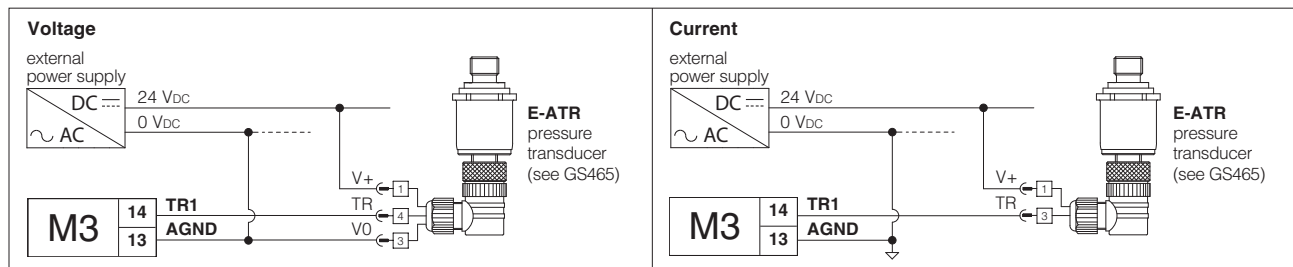 Voltage
external
power supply
DC
AC
24 VDC
0 VDC
E-ATR
pressure
transducer
(see GS465)
V+
1
M3
14
TR1
TR
4
13
AGND
V0
3
Current
external
power supply
DC
AC
24 VDC
0 VDC
E-ATR
pressure
transducer
(see GS465)
V+
1
M3
14
TR1
TR
3
13
AGND